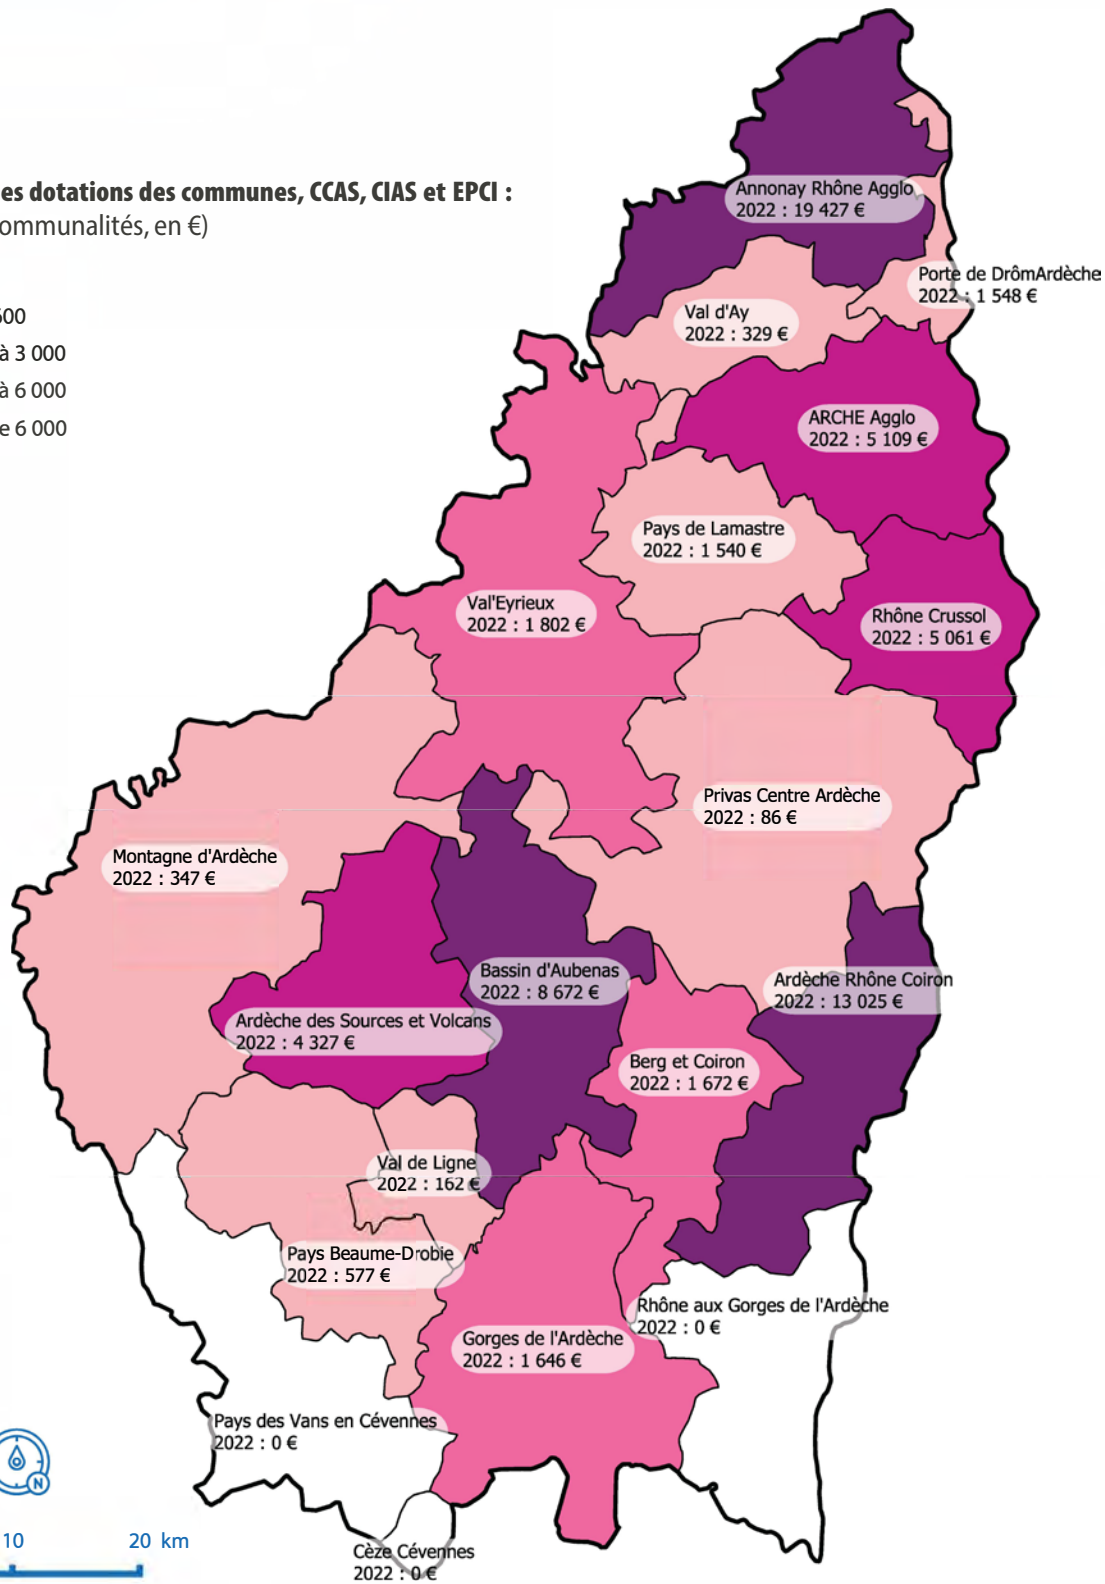 es dotations des communes, CCAS, CIAS et EPCI :
ommunalités, en €)
à 3 000
à 6 000
e 6 000
Annonay Rhône Agglo
2022 : 19 427 €
Porte de DrômArdèche
2022 : 1 548 €
Val d'Ay
2022 : 329 €
ARCHE Agglo
2022 : 5 109 €
Pays de Lamastre
2022 : 1 540 €
Val'Eyrieux
2022 : 1 802 €
Rhône Crussol
2022 : 5 061 €
Privas Centre Ardèche
2022 : 86 €
Montagne d'Ardèche
2022 : 347 €
Bassin d'Aubenas
2022 : 8 672 €
Ardèche Rhône Coiron
2022 : 13 025 €
Ardèche des Sources et Volcans
2022 : 4 327 €
Berg et Coiron
2022 : 1 672 €
Val de Ligne
2022 : 162 €
Pays Beaume-Drobie
2022 : 577 €
Rhône aux Gorges de l'Ardèche
2022 : 0 €
Gorges de l'Ardèche
2022 : 1 646 €
Pays des Vans en Cévennes
2022 : 0 €
N
10 20 km
Cèze Cévennes
2022 : 0 €